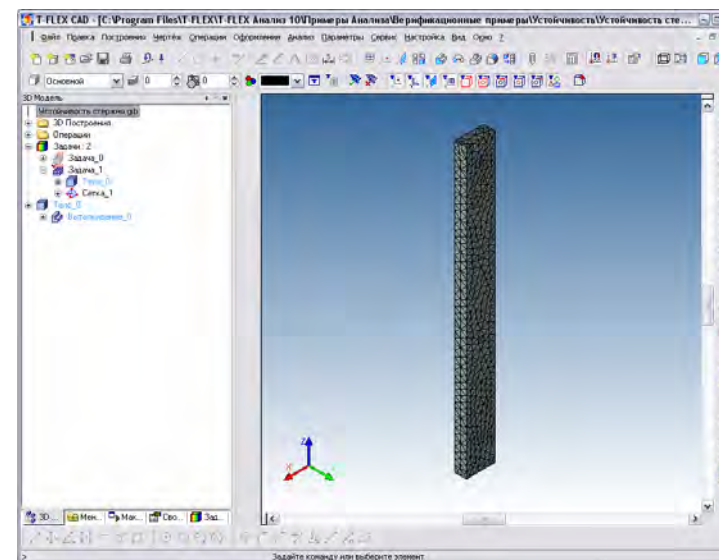 T-FLEX CAD - [C:\Program Files\T-FLEX\T-FLEX Анализ 10\Примеры Анализа\Верификационные примеры\Устойчивость\Устойчивость сте...
Файл Правка Построения Чертёж Операции Оформление Анализ Параметры Сервис Настройка Вид Окно ?
Основной 0 0
3D Модель
Устойчивость стержня.grb
3D Построения
Операции
Задачи : 2
Задача_0
Задача_1
Тело_0
Сетка_1
Тело_0
Выталкивание_0
Z
X
3D ... Мен... Мак... Сво... Зад...
Задайте команду или выберите элемент